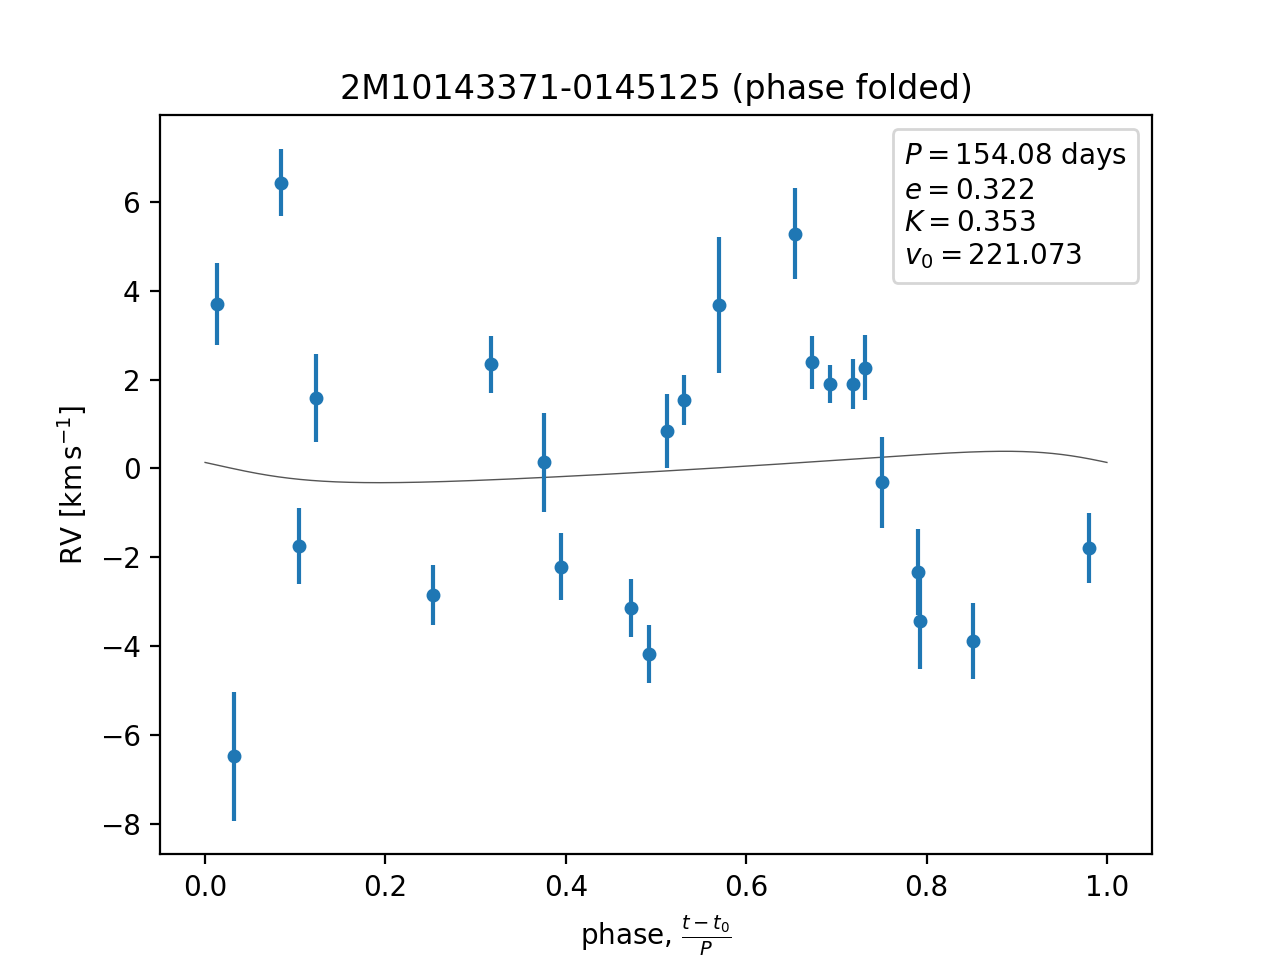 2M10143371-0145125 (phase folded)
P = 154.08 days
e = 0.322
K = 0.353
v₀ = 221.073
RV [km s⁻¹]
6
4
2
0
−2
−4
−6
−8
0.0 0.2 0.4 0.6 0.8 1.0
phase, (t − t₀)/P